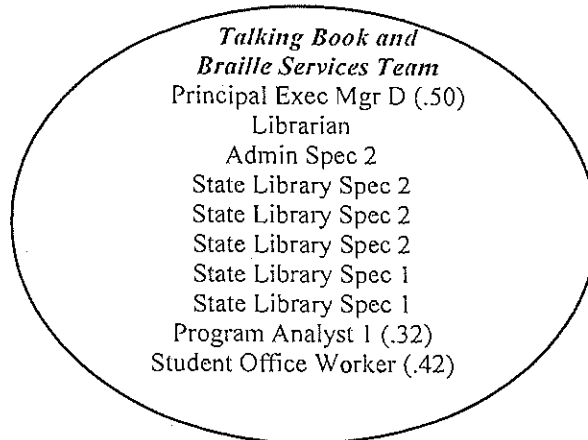 Talking Book and
Braille Services Team
Principal Exec Mgr D (.50)
Librarian
Admin Spec 2
State Library Spec 2
State Library Spec 2
State Library Spec 2
State Library Spec 1
State Library Spec 1
Program Analyst 1 (.32)
Student Office Worker (.42)